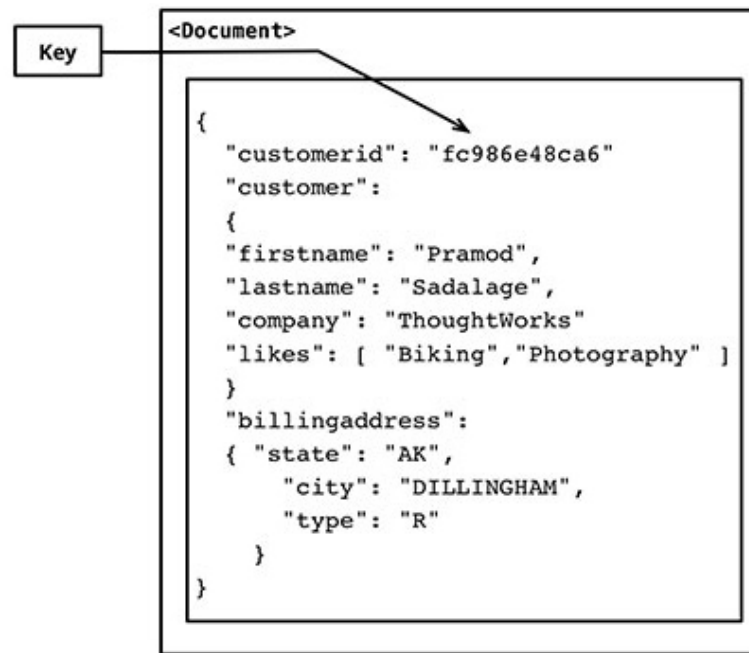 <Document>
Key
{
"customerid": "fc986e48ca6"
"customer":
{
"firstname": "Pramod",
"lastname": "Sadalage",
"company": "ThoughtWorks"
"likes": [ "Biking","Photography" ]
}
"billingaddress":
{ "state": "AK",
"city": "DILLINGHAM",
"type": "R"
}
}